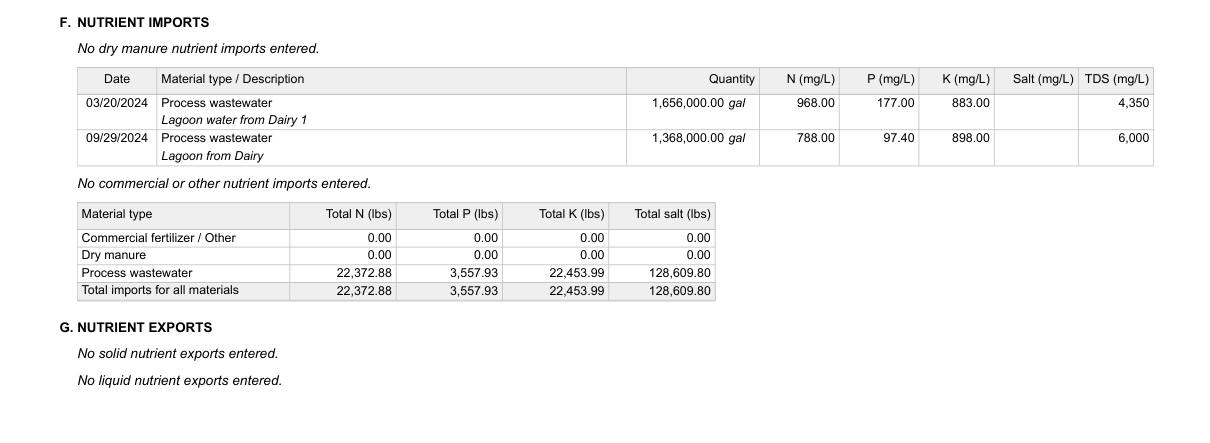 F. NUTRIENT IMPORTS
No dry manure nutrient imports entered.
Date Material type / Description Quantity N (mg/L) P (mg/L) K (mg/L) Salt (mg/L) TDS (mg/L)
03/20/2024 Process wastewater 1,656,000.00 gal 968.00 177.00 883.00 4,350
Lagoon water from Dairy 1
09/29/2024 Process wastewater 1,368,000.00 gal 788.00 97.40 898.00 6,000
Lagoon from Dairy
No commercial or other nutrient imports entered.
Material type Total N (lbs) Total P (lbs) Total K (lbs) Total salt (lbs)
Commercial fertilizer / Other 0.00 0.00 0.00 0.00
Dry manure 0.00 0.00 0.00 0.00
Process wastewater 22,372.88 3,557.93 22,453.99 128,609.80
Total imports for all materials 22,372.88 3,557.93 22,453.99 128,609.80
G. NUTRIENT EXPORTS
No solid nutrient exports entered.
No liquid nutrient exports entered.